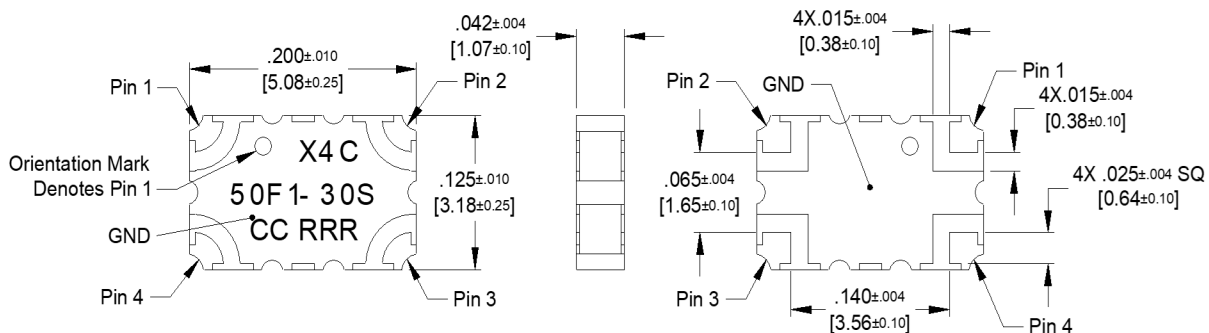 .200±.010
[5.08±0.25]
Pin 1
Pin 2
Orientation Mark
Denotes Pin 1
X4C
50F1-30S
CC RRR
GND
Pin 4
Pin 3
.125±.010
[3.18±0.25]
.042±.004
[1.07±0.10]
4X.015±.004
[0.38±0.10]
Pin 2
GND
Pin 1
4X.015±.004
[0.38±0.10]
.065±.004
[1.65±0.10]
4X .025±.004 SQ
[0.64±0.10]
Pin 3
.140±.004
[3.56±0.10]
Pin 4